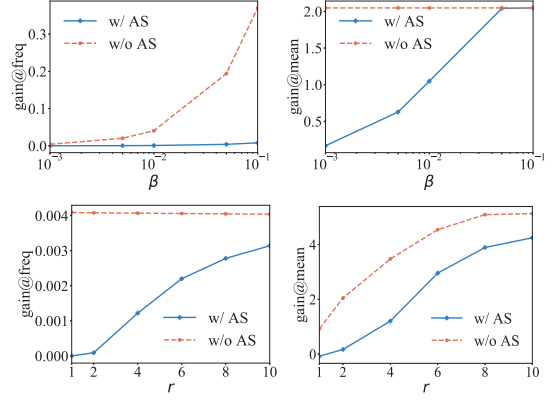 gain@freq
0.3
0.2
0.1
0.0
w/ AS
w/o AS
10⁻³
10⁻²
10⁻¹
β
gain@mean
2.0
1.5
1.0
0.5
w/ AS
w/o AS
10⁻³
10⁻²
10⁻¹
β
gain@freq
0.004
0.003
0.002
0.001
0.000
w/ AS
w/o AS
1 2 4 6 8 10
r
gain@mean
4
2
0
w/ AS
w/o AS
1 2 4 6 8 10
r